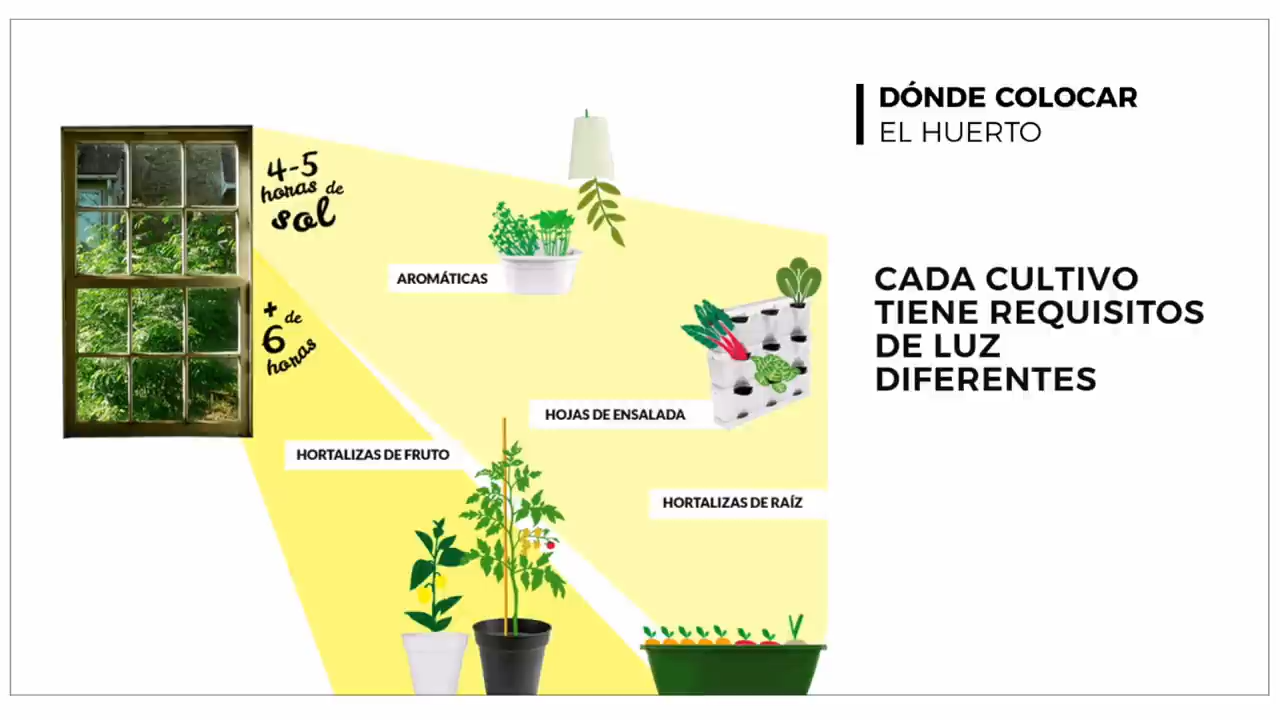 DÓNDE COLOCAR
EL HUERTO
4-5
horas de
sol
+ de
6
horas
AROMÁTICAS
HOJAS DE ENSALADA
HORTALIZAS DE FRUTO
HORTALIZAS DE RAÍZ
CADA CULTIVO
TIENE REQUISITOS
DE LUZ
DIFERENTES